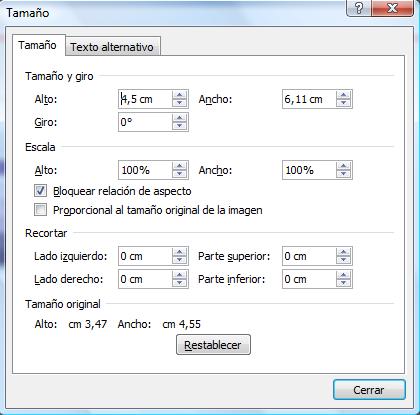 Tamaño
Tamaño Texto alternativo
Tamaño y giro
Alto: 4,5 cm Ancho: 6,11 cm
Giro: 0°
Escala
Alto: 100% Ancho: 100%
Bloquear relación de aspecto
Proporcional al tamaño original de la imagen
Recortar
Lado izquierdo: 0 cm Parte superior: 0 cm
Lado derecho: 0 cm Parte inferior: 0 cm
Tamaño original
Alto: cm 3,47 Ancho: cm 4,55
Restablecer
Cerrar